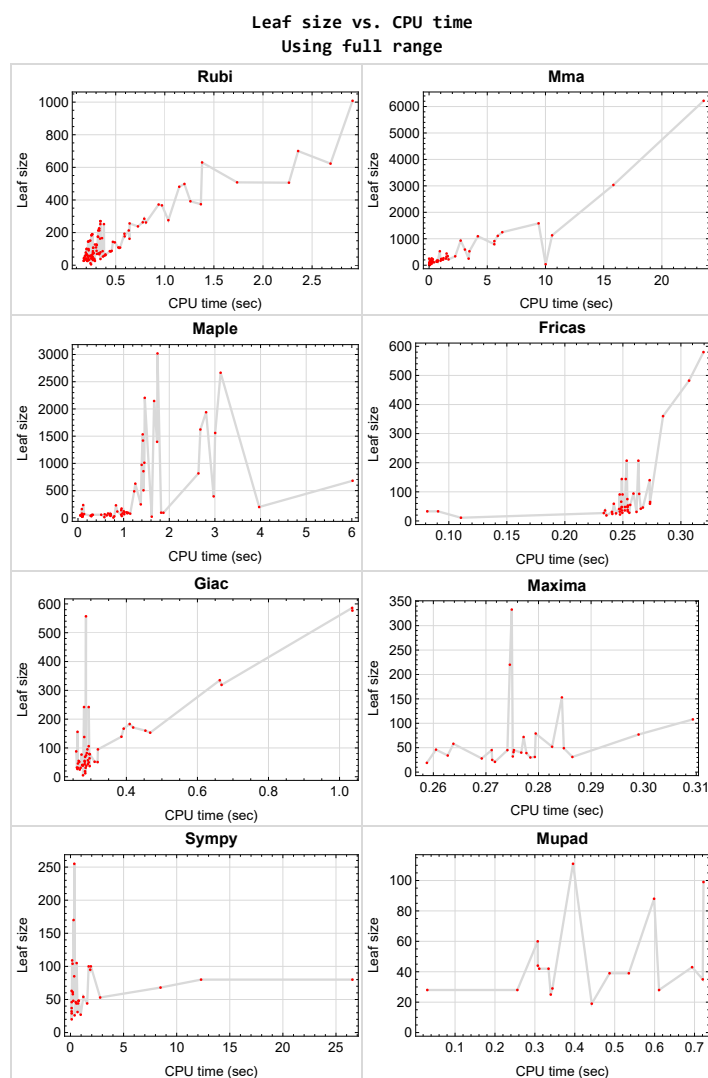 Leaf size vs. CPU time
Using full range
Rubi
1000
800
600
400
200
0
Leaf size
0.5 1.0 1.5 2.0 2.5
CPU time (sec)
Mma
6000
5000
4000
3000
2000
1000
0
Leaf size
0 5 10 15 20
CPU time (sec)
Maple
3000
2500
2000
1500
1000
500
0
Leaf size
0 1 2 3 4 5 6
CPU time (sec)
Fricas
600
500
400
300
200
100
0
Leaf size
0.10 0.15 0.20 0.25 0.30
CPU time (sec)
Giac
600
500
400
300
200
100
0
Leaf size
0.4 0.6 0.8 1.0
CPU time (sec)
Maxima
350
300
250
200
150
100
50
0
Leaf size
0.26 0.27 0.28 0.29 0.30 0.31
CPU time (sec)
Sympy
250
200
150
100
50
0
Leaf size
0 5 10 15 20 25
CPU time (sec)
Mupad
100
80
60
40
20
0
Leaf size
0.1 0.2 0.3 0.4 0.5 0.6 0.7
CPU time (sec)